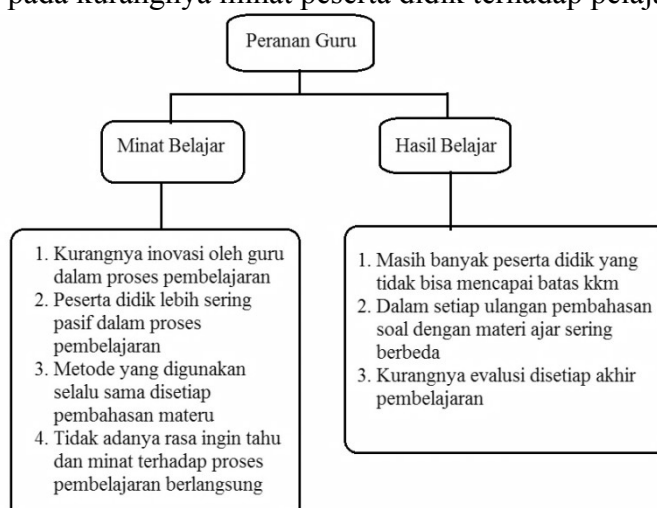 pada kurangnya minat peserta didik terhadap
Peranan Guru
Minat Belajar
Hasil Belajar
1. Kurangnya inovasi oleh guru
dalam proses pembelajaran
2. Peserta didik lebih sering
pasif dalam proses
pembelajaran
3. Metode yang digunakan
selalu sama disetiap
pembahasan materu
4. Tidak adanya rasa ingin tahu
dan minat terhadap proses
pembelajaran berlangsung
1. Masih banyak peserta didik yang
tidak bisa mencapai batas kkm
2. Dalam setiap ulangan pembahasan
soal dengan materi ajar sering
berbeda
3. Kurangnya evalusi disetiap akhir
pembelajaran